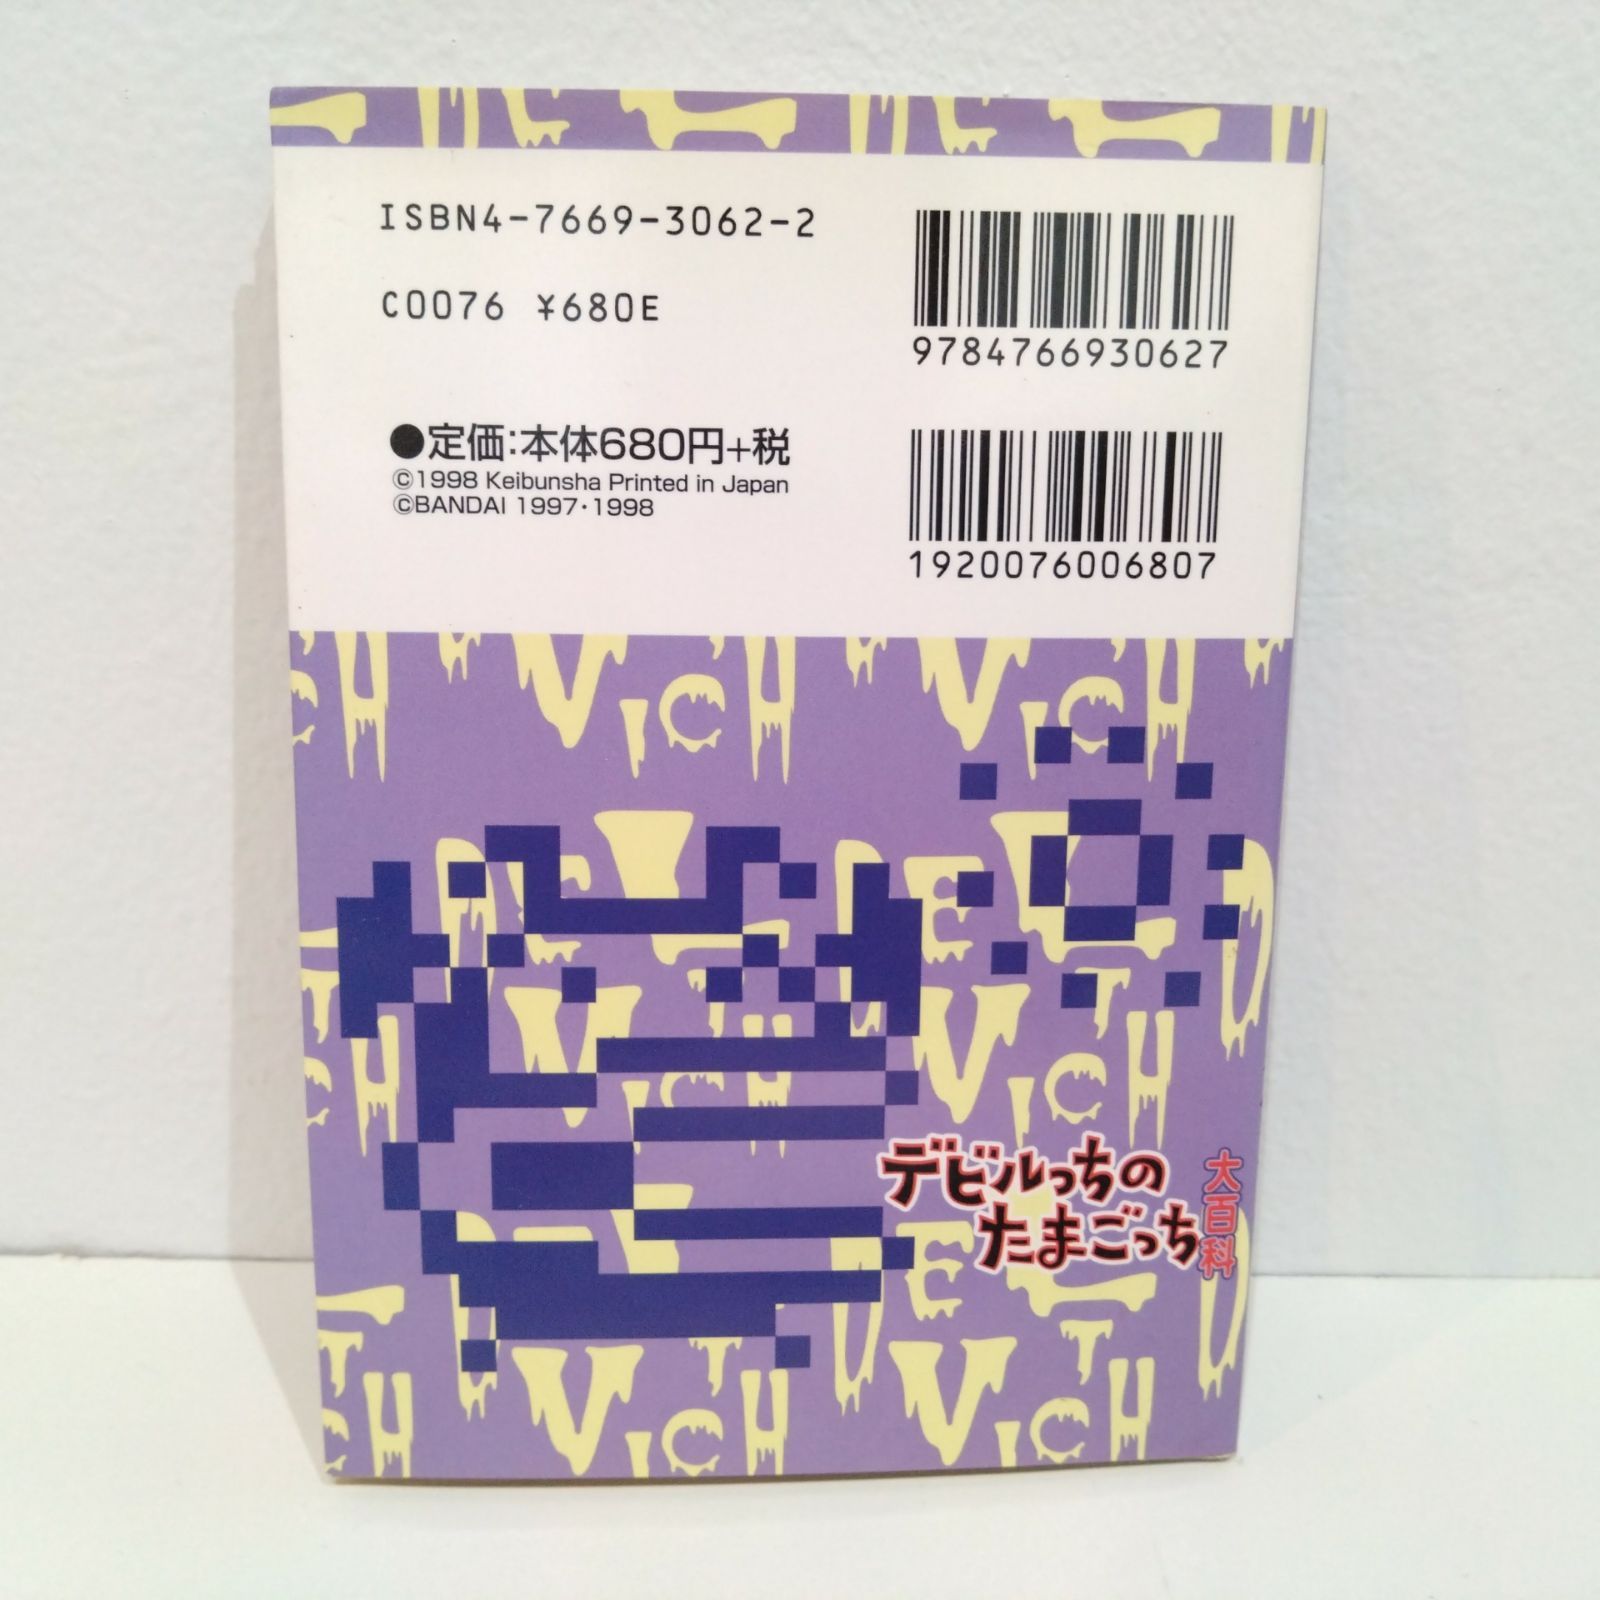 ISBN4-7669-3062-2
C0076 ¥680E
9784766930627
●定価:本体680円+税
©1998 Keibunsha Printed in Japan
©BANDAI 1997・1998
1920076006807
デビルっちの
たまごっち
大百科